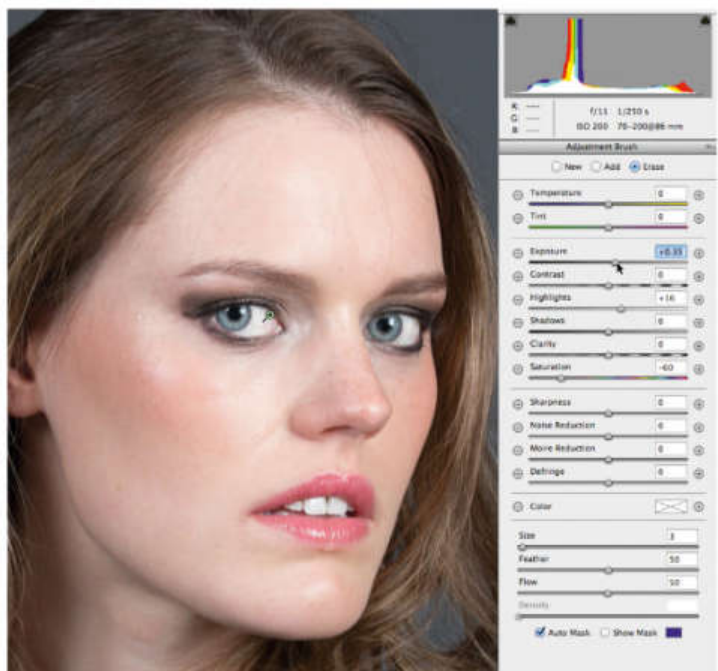 R: ---
G: ---
B: ---
f/11 1/250 s
ISO 200 70-200@86 mm
Adjustment Brush
New Add Erase
Temperature 0
Tint 0
Exposure +0.35
Contrast 0
Highlights +16
Shadows 0
Clarity 0
Saturation -60
Sharpness 0
Noise Reduction 0
Moire Reduction 0
Defringe 0
Color
Size 3
Feather 50
Flow 50
Density
Auto Mask Show Mask